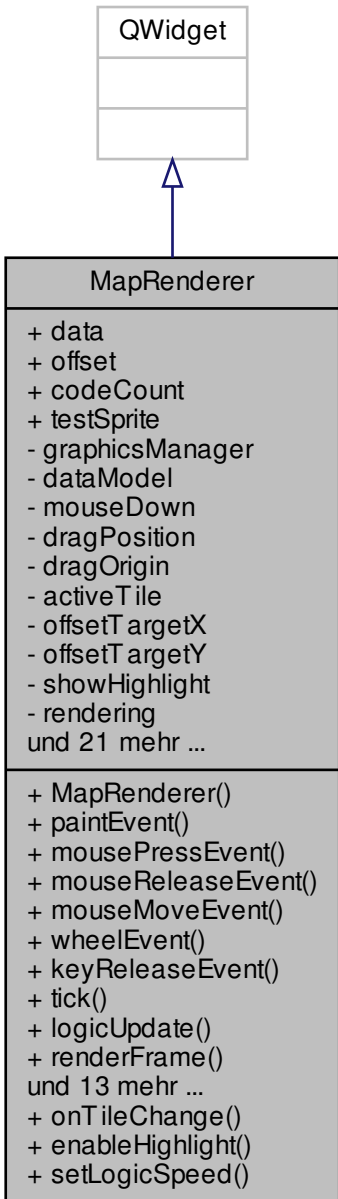 QWidget
MapRenderer
+ data
+ offset
+ codeCount
+ testSprite
- graphicsManager
- dataModel
- mouseDown
- dragPosition
- dragOrigin
- activeTile
- offsetTargetX
- offsetTargetY
- showHighlight
- rendering
und 21 mehr ...
+ MapRenderer()
+ paintEvent()
+ mousePressEvent()
+ mouseReleaseEvent()
+ mouseMoveEvent()
+ wheelEvent()
+ keyReleaseEvent()
+ tick()
+ logicUpdate()
+ renderFrame()
und 13 mehr ...
+ onTileChange()
+ enableHighlight()
+ setLogicSpeed()